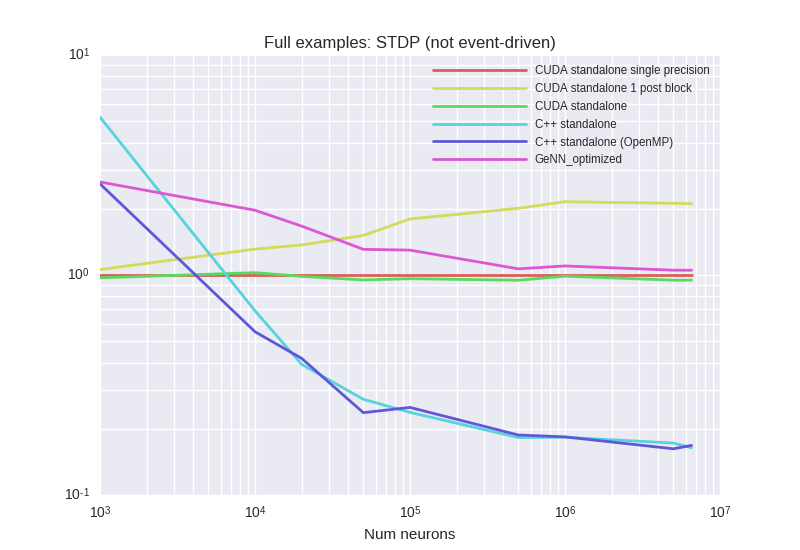 Full examples: STDP (not event-driven)
10¹
CUDA standalone single precision
CUDA standalone 1 post block
CUDA standalone
C++ standalone
C++ standalone (OpenMP)
GeNN_optimized
10⁰
10⁻¹
10³ 10⁴ 10⁵ 10⁶ 10⁷
Num neurons